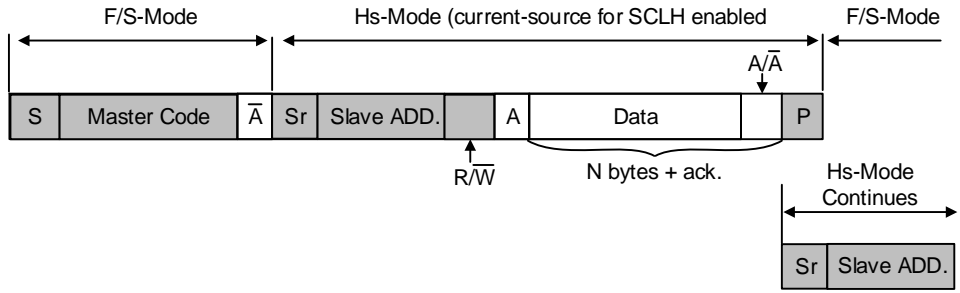 F/S-Mode Hs-Mode (current-source for SCLH enabled F/S-Mode
A/A̅
S Master Code A̅ Sr Slave ADD. A Data P
R/W̅ N bytes + ack. Hs-Mode
Continues
Sr Slave ADD.